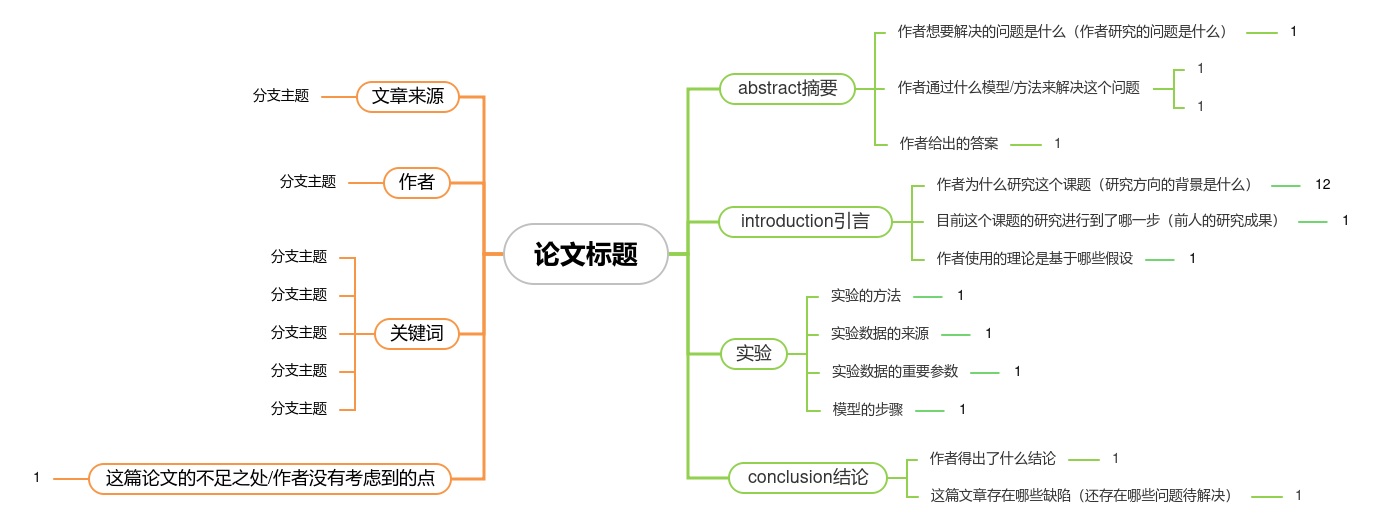 论文标题
文章来源
分支主题
作者
分支主题
关键词
分支主题
分支主题
分支主题
分支主题
分支主题
这篇论文的不足之处/作者没有考虑到的点
1
abstract摘要
作者想要解决的问题是什么（作者研究的问题是什么）
1
作者通过什么模型/方法来解决这个问题
1
1
作者给出的答案
1
introduction引言
作者为什么研究这个课题（研究方向的背景是什么）
12
目前这个课题的研究进行到了哪一步（前人的研究成果）
1
作者使用的理论是基于哪些假设
1
实验
实验的方法
1
实验数据的来源
1
实验数据的重要参数
1
模型的步骤
1
conclusion结论
作者得出了什么结论
1
这篇文章存在哪些缺陷（还存在哪些问题待解决）
1